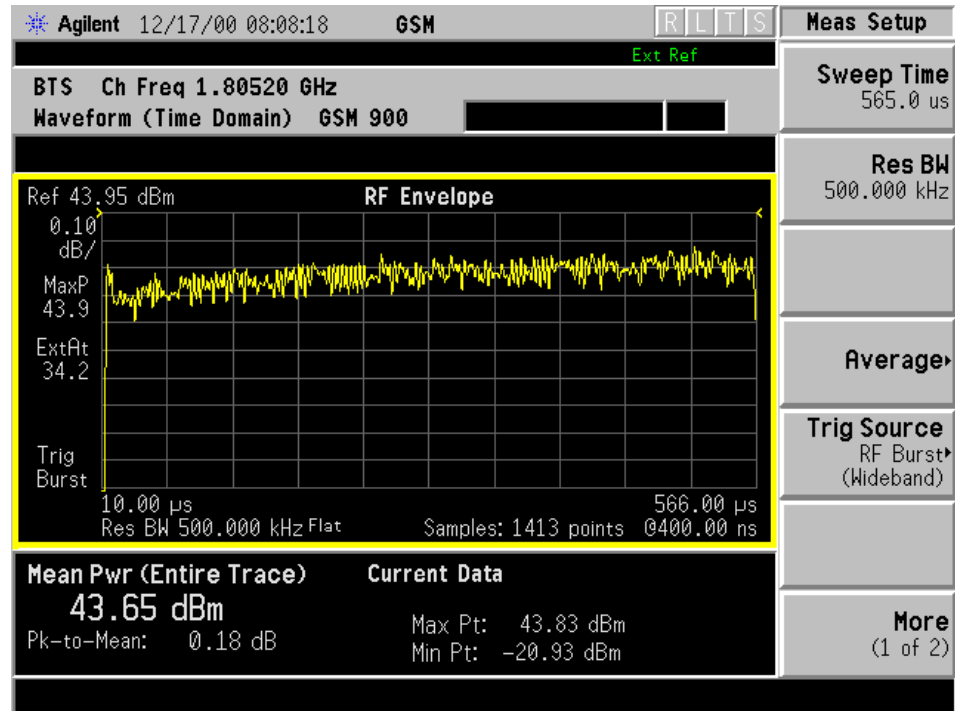 Agilent 12/17/00 08:08:18 GSM R L T S
Meas Setup
Ext Ref
BTS Ch Freq 1.80520 GHz
Waveform (Time Domain) GSM 900
Sweep Time
565.0 us
Res BW
500.000 kHz
Average
Trig Source
RF Burst
(Wideband)
More
(1 of 2)
Ref 43.95 dBm RF Envelope
0.10
dB/
MaxP
43.9
ExtAt
34.2
Trig
Burst
10.00 µs 566.00 µs
Res BW 500.000 kHz Flat Samples: 1413 points @400.00 ns
Mean Pwr (Entire Trace) Current Data
43.65 dBm
Pk-to-Mean: 0.18 dB
Max Pt: 43.83 dBm
Min Pt: -20.93 dBm